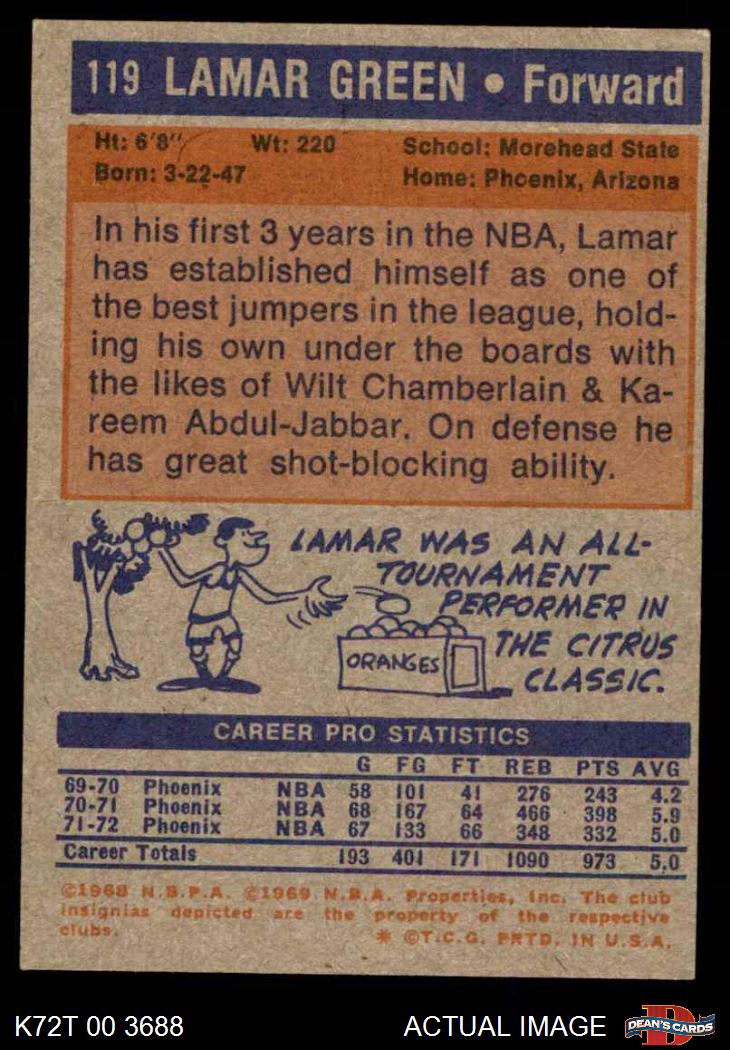 119 LAMAR GREEN • Forward
Ht: 6'8" Wt: 220 School: Morehead State
Born: 3-22-47 Home: Phoenix, Arizona
In his first 3 years in the NBA, Lamar
has established himself as one of
the best jumpers in the league, hold-
ing his own under the boards with
the likes of Wilt Chamberlain & Ka-
reem Abdul-Jabbar. On defense he
has great shot-blocking ability.
LAMAR WAS AN ALL-
TOURNAMENT
PERFORMER IN
THE CITRUS
CLASSIC.
ORANGES
CAREER PRO STATISTICS
G FG FT REB PTS AVG
69-70 Phoenix NBA 58 101 41 276 243 4.2
70-71 Phoenix NBA 68 167 64 466 398 5.9
71-72 Phoenix NBA 67 133 66 348 332 5.0
Career Totals 193 401 171 1090 973 5.0
©1968 N.B.P.A. ©1969 N.B.A. Properties, Inc. The club
insignias depicted are the property of the respective
clubs. * ©T.C.G. PRTD. IN U.S.A.
K72T 00 3688 ACTUAL IMAGE D DEAN'S CARDS